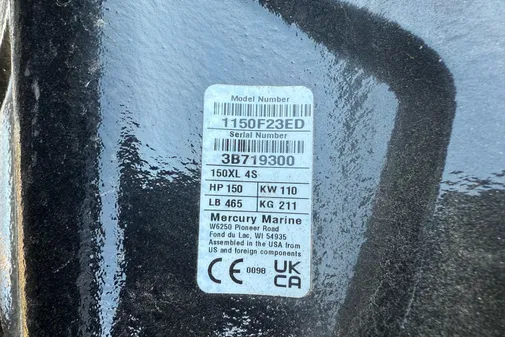 Model Number
1150F23ED
Serial Number
3B719300
150XL 4S
HP 150 KW 110
LB 465 KG 211
Mercury Marine
W6250 Pioneer Road
Fond du Lac, WI 54935
Assembled in the USA from
US and foreign components
CE 0098 UK
CA